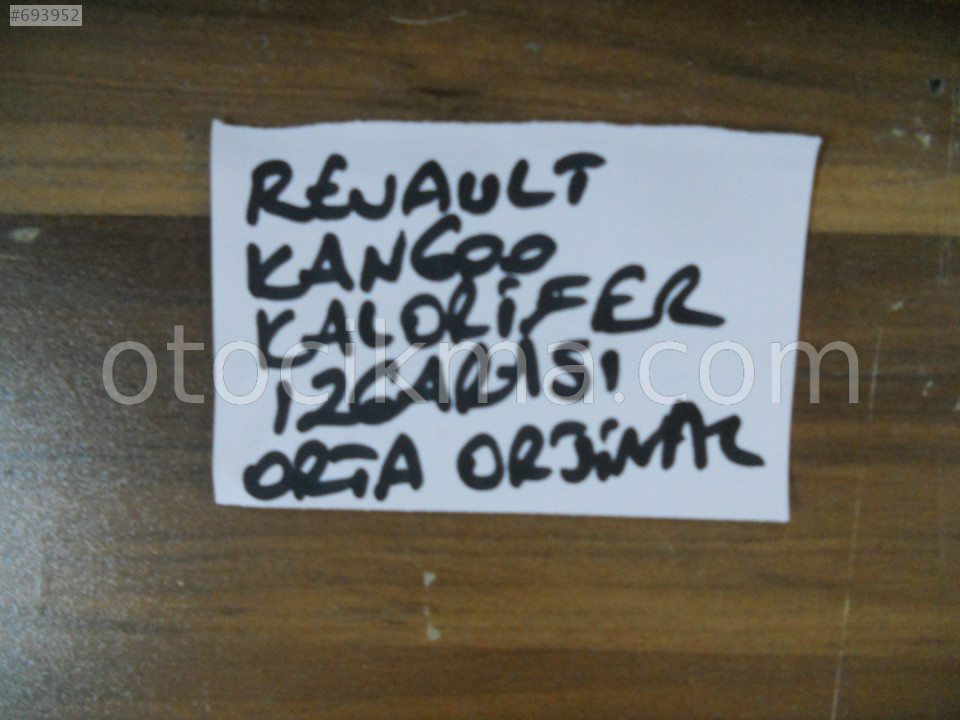 #693952
RENAULT
KANGOO
KALORİFER
IZGARASI
ORTA ORJİNAL
otocikma.com